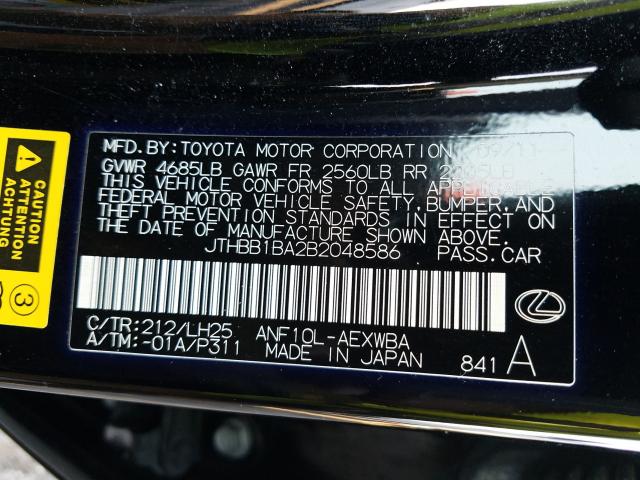 MFD.BY:TOYOTA MOTOR CORPORATION
GVWR 4685LB GAWR FR 2560LB RR
THIS VEHICLE CONFORMS TO ALL APPLICABLE
FEDERAL MOTOR VEHICLE SAFETY,BUMPER,AND
THEFT PREVENTION STANDARDS IN EFFECT ON
THE DATE OF MANUFACTURE SHOWN ABOVE.
JTHBB1BA2B2048586 PASS.CAR
C/TR:212/LH25 ANF10L-AEXWBA
A/TM:-01A/P311 MADE IN JAPAN 841 A
ACHTUNG
3